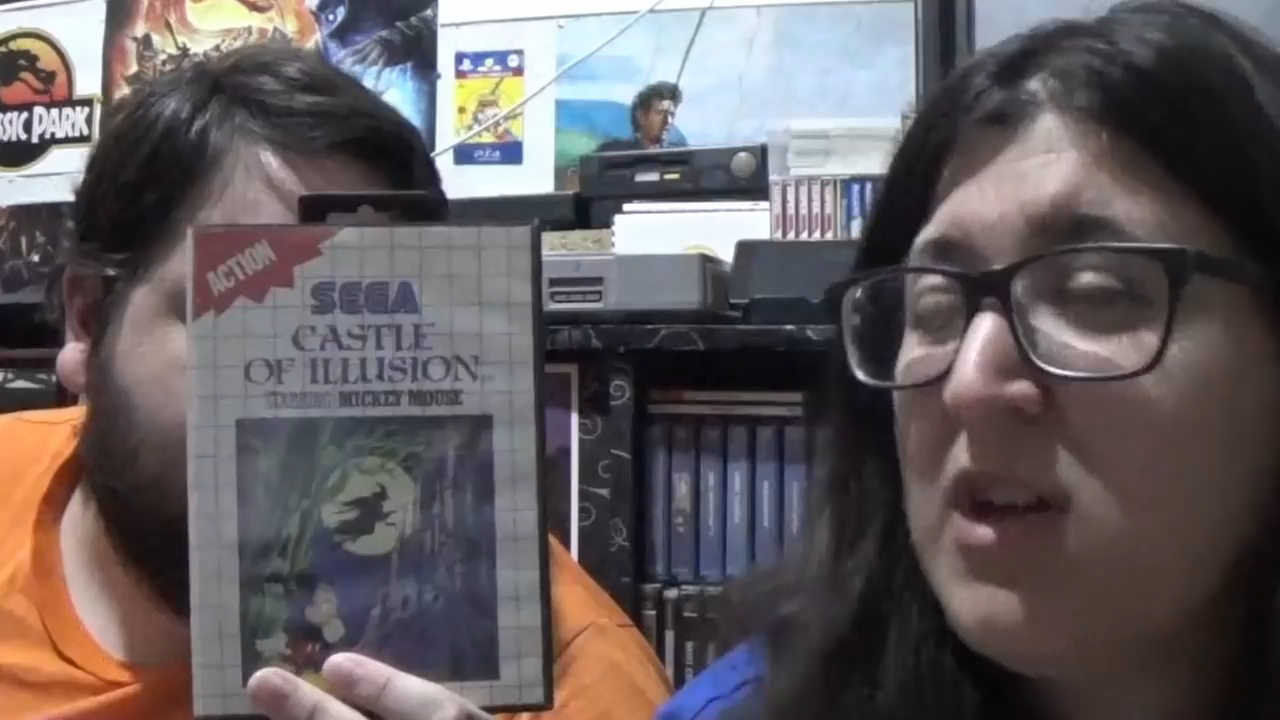 SSIC PARK
PS4
ACTION
SEGA
CASTLE
OF ILLUSION
STARRING MICKEY MOUSE